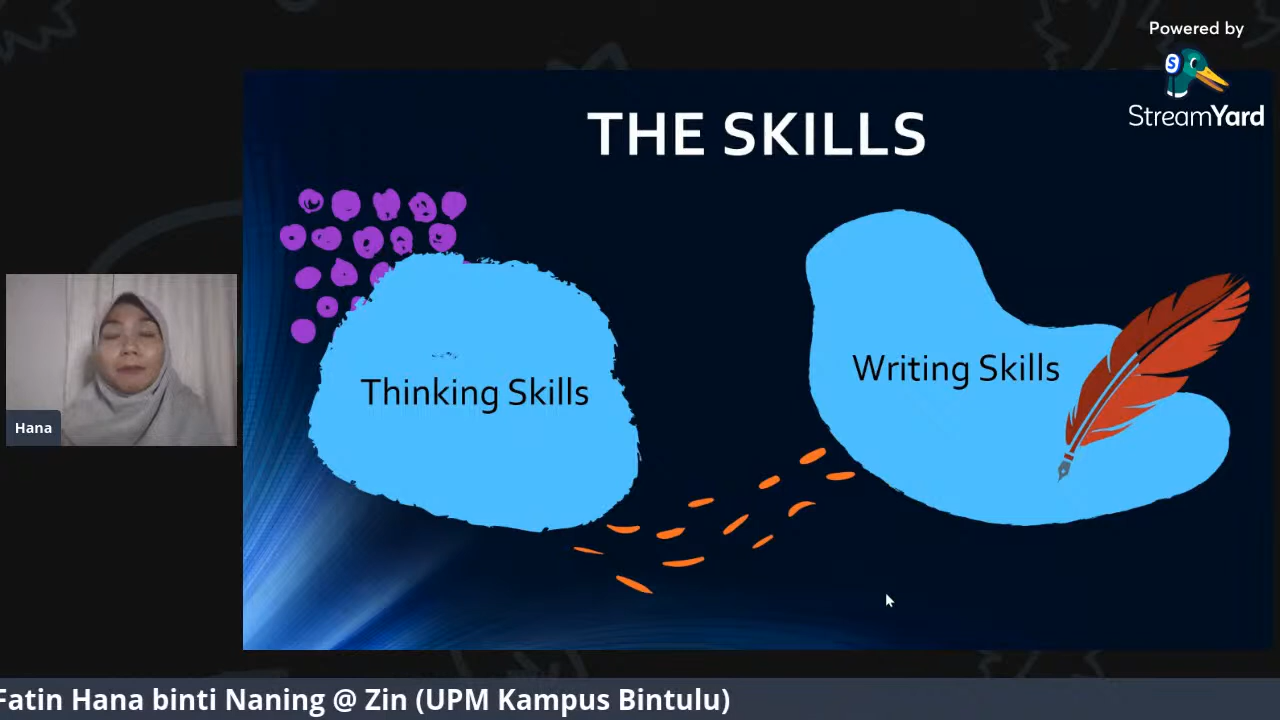 Powered by
S
StreamYard
THE SKILLS
Thinking Skills
Writing Skills
Hana
Fatin Hana binti Naning @ Zin (UPM Kampus Bintulu)